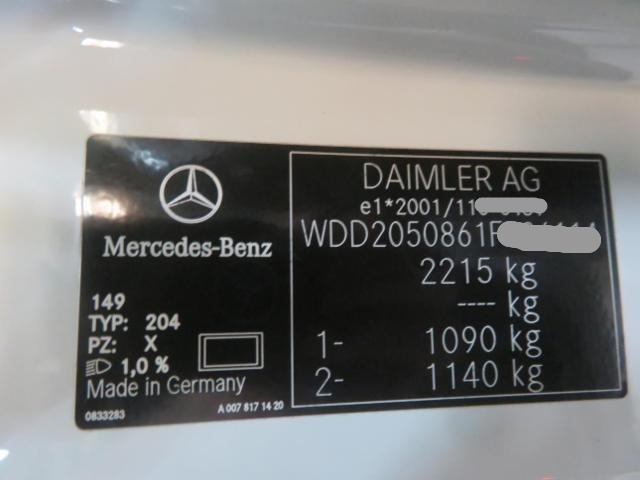 Mercedes-Benz
149
TYP: 204
PZ: X
1,0 %
Made in Germany
0833283
A 007 817 14 20
DAIMLER AG
e1*2001/11
WDD2050861F
2215 kg
---- kg
1- 1090 kg
2- 1140 kg